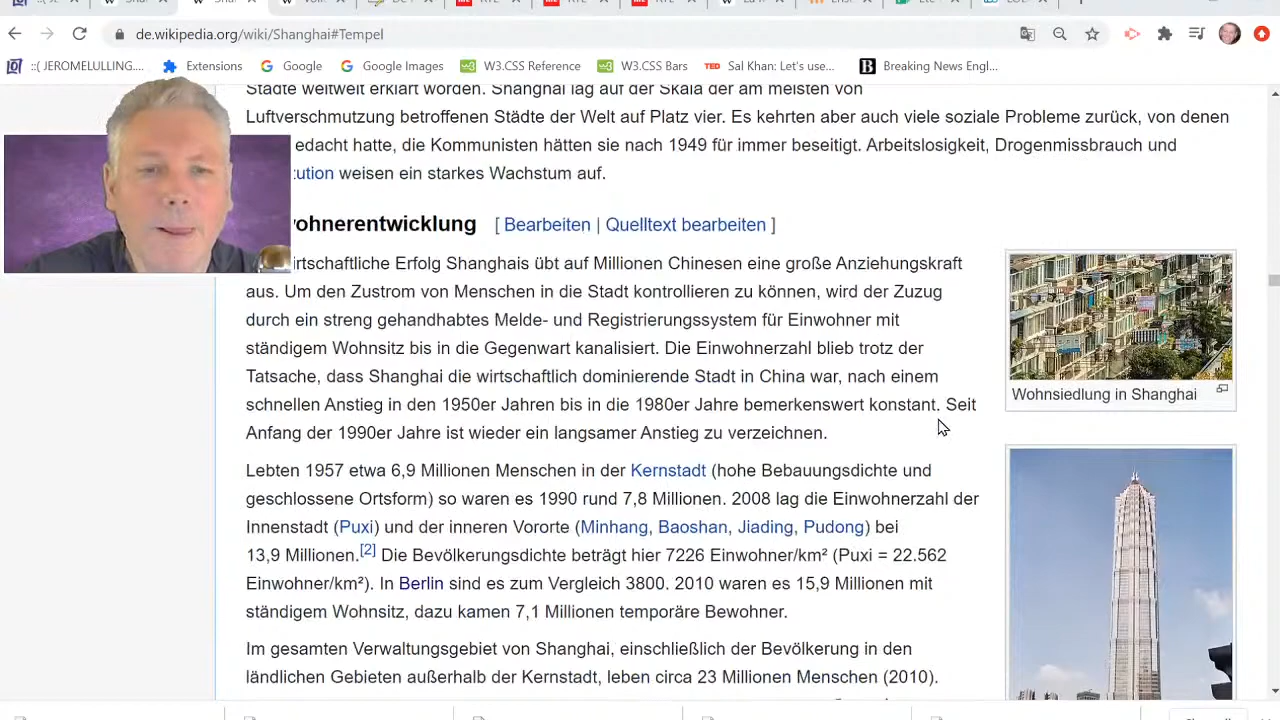 de.wikipedia.org/wiki/Shanghai#Tempel
::( JEROMELULLING.... Extensions Google Google Images W3.CSS Reference W3.CSS Bars TED Sal Khan: Let's use... B Breaking News Engl...
Städte weltweit erklärt worden. Shanghai lag auf der Skala der am meisten von
Luftverschmutzung betroffenen Städte der Welt auf Platz vier. Es kehrten aber auch viele soziale Probleme zurück, von denen
edacht hatte, die Kommunisten hätten sie nach 1949 für immer beseitigt. Arbeitslosigkeit, Drogenmissbrauch und
tution weisen ein starkes Wachstum auf.
ohnerentwicklung [ Bearbeiten | Quelltext bearbeiten ]
irtschaftliche Erfolg Shanghais übt auf Millionen Chinesen eine große Anziehungskraft
aus. Um den Zustrom von Menschen in die Stadt kontrollieren zu können, wird der Zuzug
durch ein streng gehandhabtes Melde- und Registrierungssystem für Einwohner mit
ständigem Wohnsitz bis in die Gegenwart kanalisiert. Die Einwohnerzahl blieb trotz der
Tatsache, dass Shanghai die wirtschaftlich dominierende Stadt in China war, nach einem
schnellen Anstieg in den 1950er Jahren bis in die 1980er Jahre bemerkenswert konstant. Seit
Anfang der 1990er Jahre ist wieder ein langsamer Anstieg zu verzeichnen.
Wohnsiedlung in Shanghai
Lebten 1957 etwa 6,9 Millionen Menschen in der Kernstadt (hohe Bebauungsdichte und
geschlossene Ortsform) so waren es 1990 rund 7,8 Millionen. 2008 lag die Einwohnerzahl der
Innenstadt (Puxi) und der inneren Vororte (Minhang, Baoshan, Jiading, Pudong) bei
13,9 Millionen.[2] Die Bevölkerungsdichte beträgt hier 7226 Einwohner/km² (Puxi = 22.562
Einwohner/km²). In Berlin sind es zum Vergleich 3800. 2010 waren es 15,9 Millionen mit
ständigem Wohnsitz, dazu kamen 7,1 Millionen temporäre Bewohner.
Im gesamten Verwaltungsgebiet von Shanghai, einschließlich der Bevölkerung in den
ländlichen Gebieten außerhalb der Kernstadt, leben circa 23 Millionen Menschen (2010).